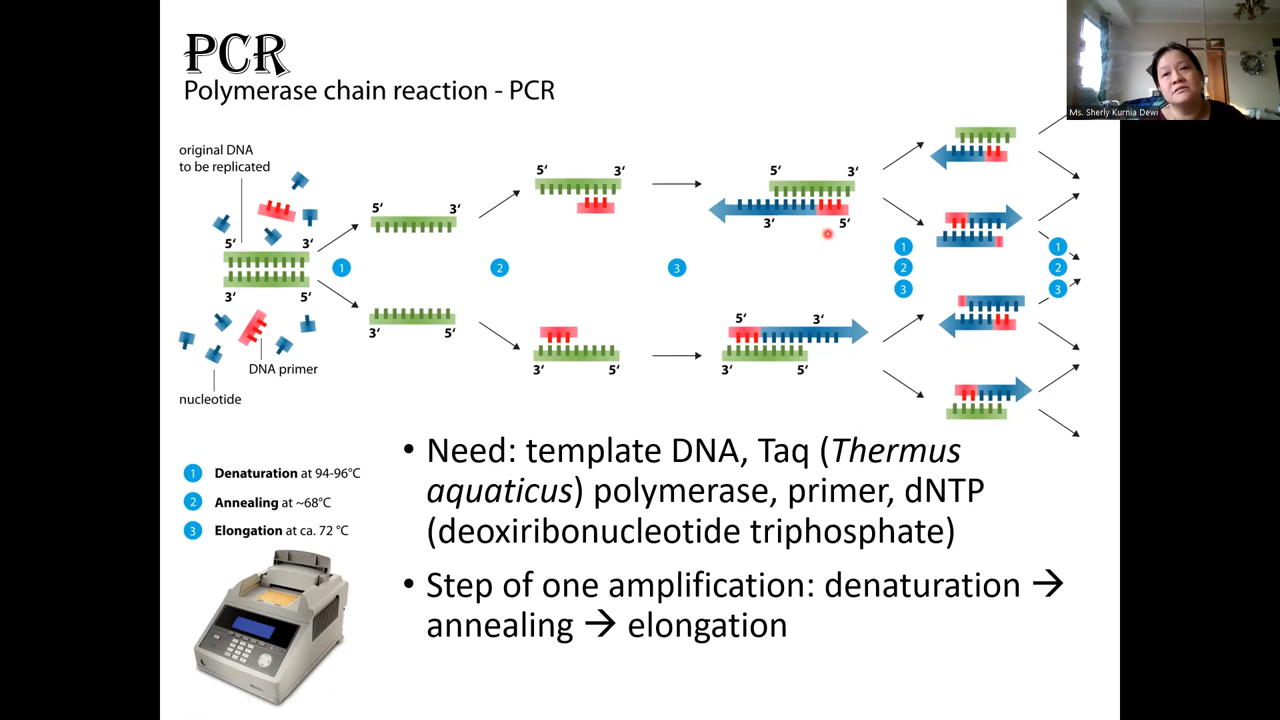 PCR
Polymerase chain reaction - PCR
Ms. Sherly Kurnia Dewi
original DNA
to be replicated
5‘ 3‘
3‘ 5‘
DNA primer
nucleotide
1
5‘ 3‘
3‘ 5‘
2
5‘ 3‘
3‘ 5‘
3
5‘ 3‘
3‘ 5‘
5‘ 3‘
3‘ 5‘
1
2
3
1
2
3
1 Denaturation at 94-96°C
2 Annealing at ~68°C
3 Elongation at ca. 72 °C
• Need: template DNA, Taq (Thermus
aquaticus) polymerase, primer, dNTP
(deoxiribonucleotide triphosphate)
• Step of one amplification: denaturation →
annealing → elongation